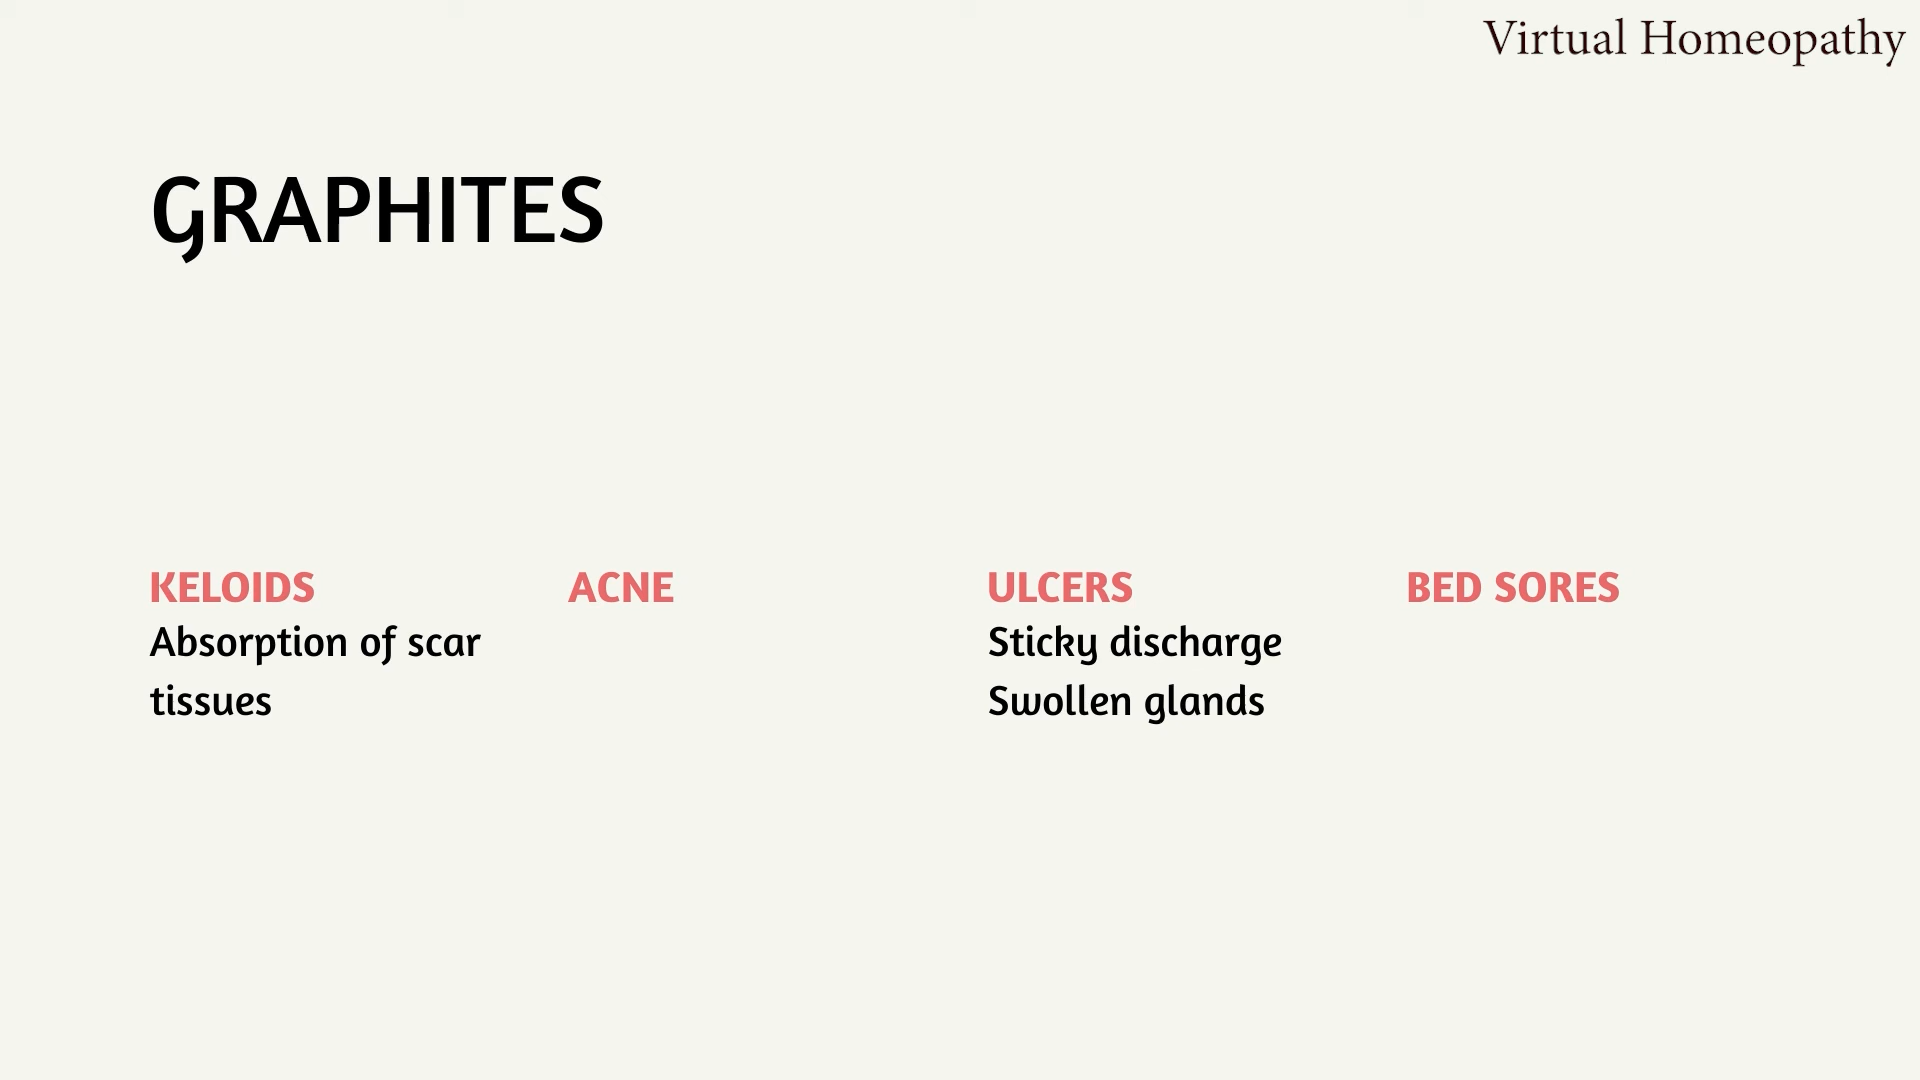 Virtual Homeopathy
GRAPHITES
KELOIDS
Absorption of scar
tissues
ACNE
ULCERS
Sticky discharge
Swollen glands
BED SORES